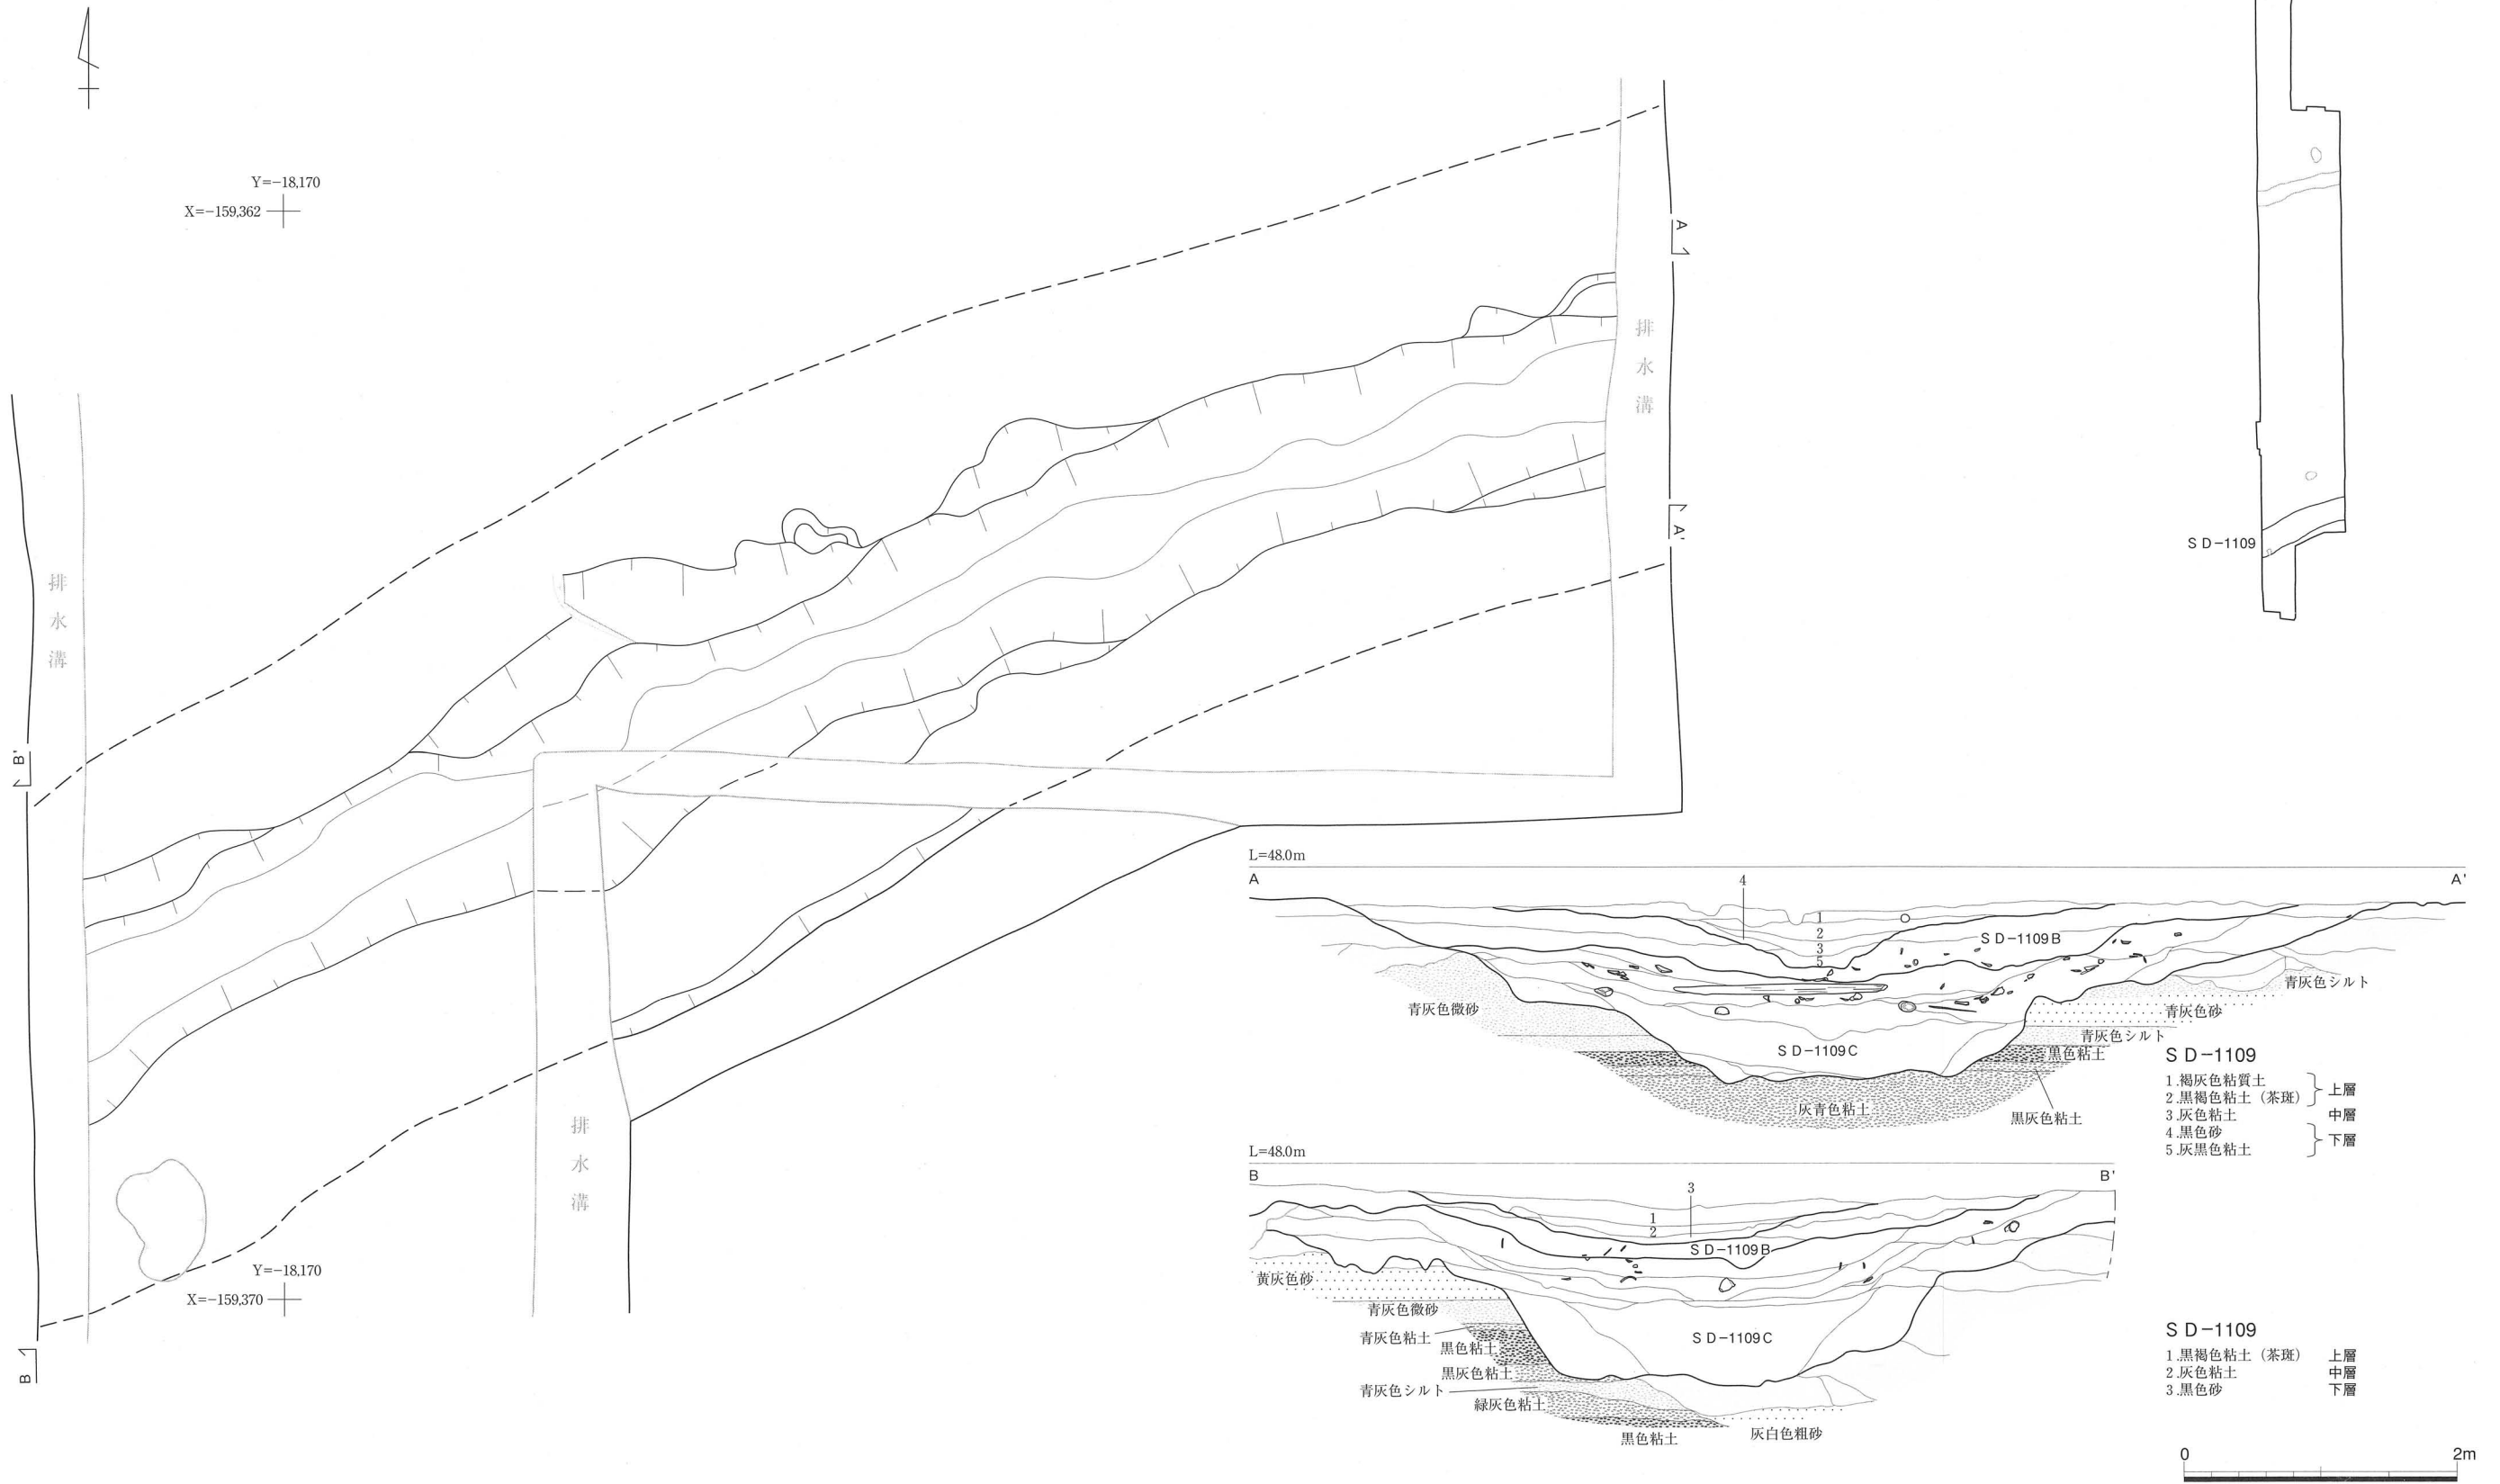 Y=−18,170
X=−159,362
A
A'
排水溝
排水溝
B'
SD−1109
L=48.0m
A
4
A'
1
2
3
5
SD−1109B
青灰色シルト
青灰色微砂
青灰色砂
青灰色シルト
SD−1109C
黒色粘土
灰青色粘土
黒灰色粘土
SD−1109
1.褐灰色粘質土
2.黒褐色粘土（茶斑）
上層
3.灰色粘土 中層
4.黒色砂
5.灰黒色粘土
下層
排水溝
L=48.0m
B
3
B'
1
2
SD−1109B
黄灰色砂
青灰色微砂
青灰色粘土
黒色粘土
SD−1109C
黒灰色粘土
青灰色シルト
緑灰色粘土
黒色粘土
灰白色粗砂
Y=−18,170
X=−159,370
B
SD−1109
1.黒褐色粘土（茶斑） 上層
2.灰色粘土 中層
3.黒色砂 下層
0 2m